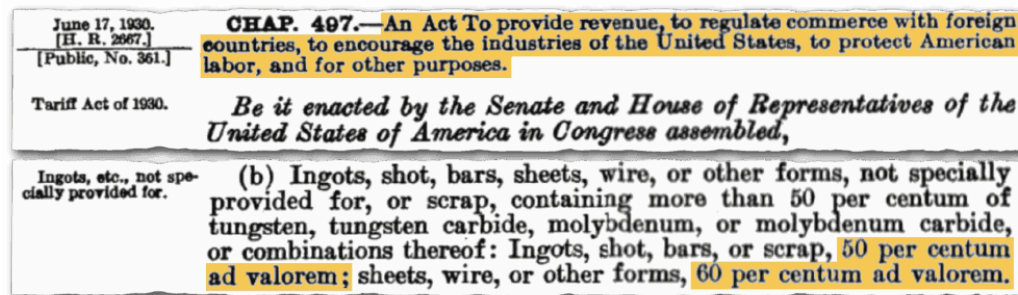 June 17, 1930.
[H. R. 2667.]
[Public, No. 361.]
CHAP. 497.—An Act To provide revenue, to regulate commerce with foreign
countries, to encourage the industries of the United States, to protect American
labor, and for other purposes.
Tariff Act of 1930.
Be it enacted by the Senate and House of Representatives of the
United States of America in Congress assembled,
Ingots, etc., not spe-
cially provided for.
(b) Ingots, shot, bars, sheets, wire, or other forms, not specially
provided for, or scrap, containing more than 50 per centum of
tungsten, tungsten carbide, molybdenum, or molybdenum carbide,
or combinations thereof: Ingots, shot, bars, or scrap, 50 per centum
ad valorem; sheets, wire, or other forms, 60 per centum ad valorem.